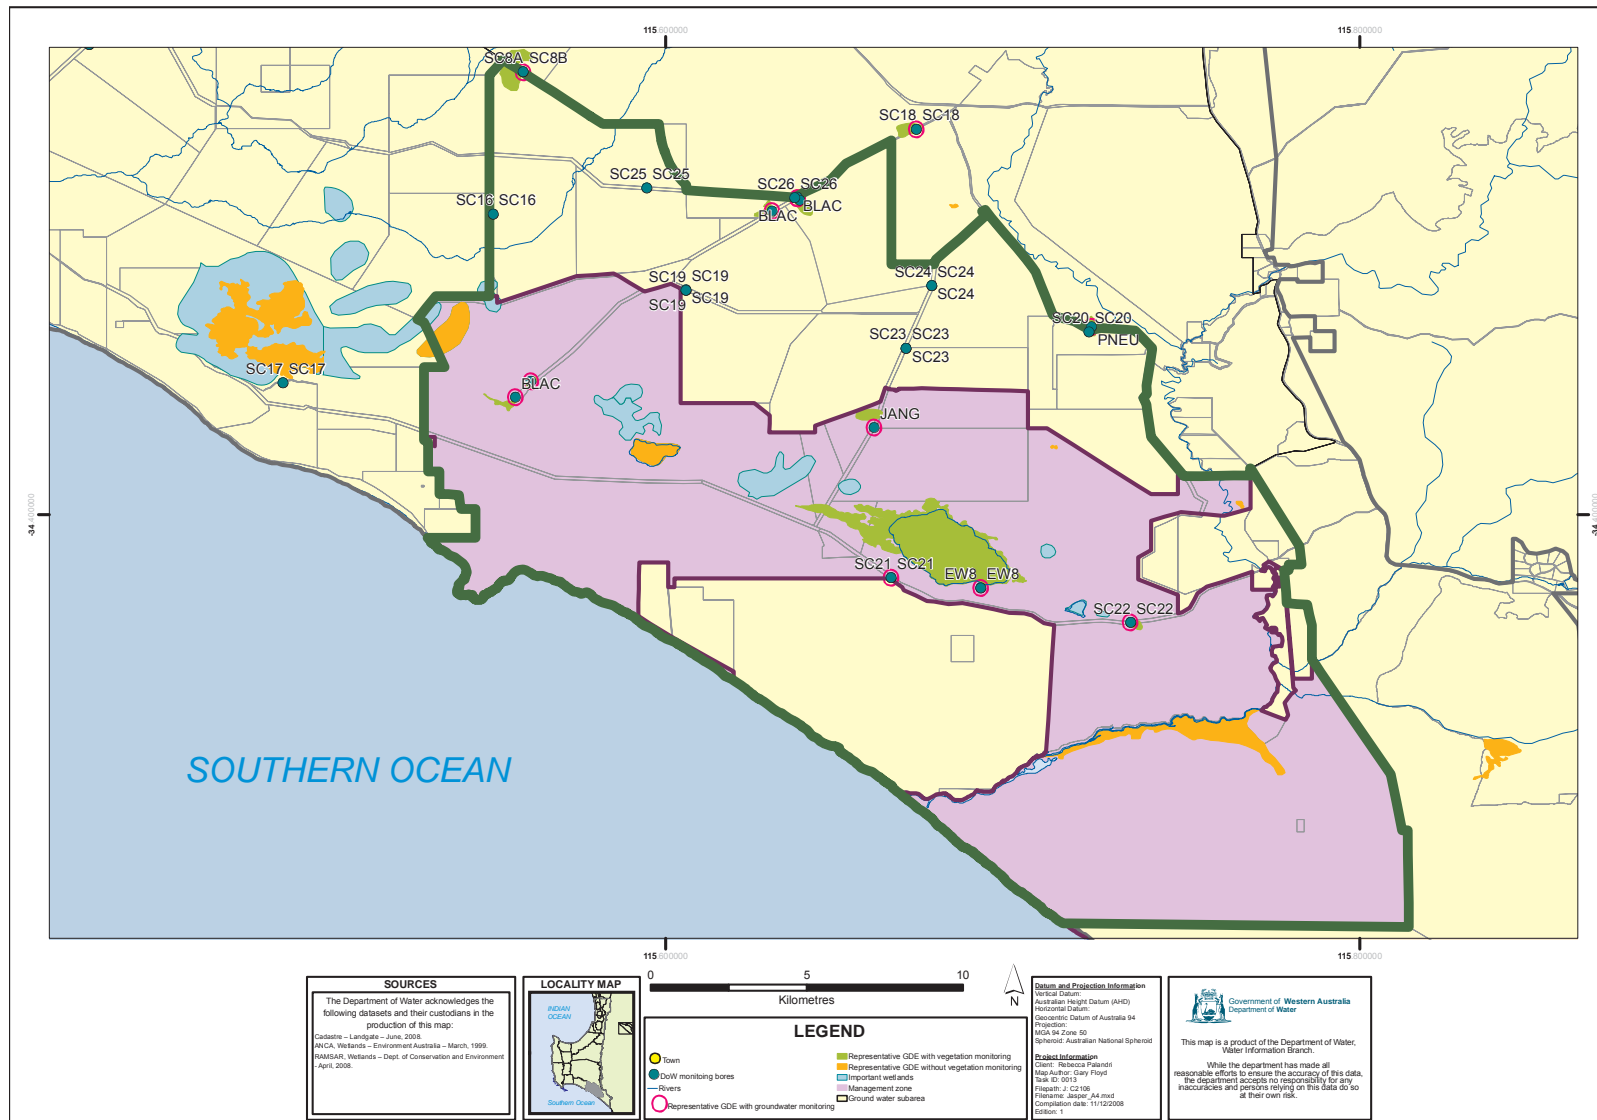 115.600000
115.800000
SC8A SC8B
SC18 SC18
SC25 SC25
SC26 SC26
BLAC
BLAC
SC16 SC16
SC19 SC19
SC19 SC19
SC24 SC24
SC24
SC20 SC20
PNEU
SC23 SC23
SC23
SC17 SC17
BLAC
JANG
-34.400000
-34.400000
SC21 SC21
EW8 EW8
SC22 SC22
SOUTHERN OCEAN
115.600000
115.800000
SOURCES
The Department of Water acknowledges the
following datasets and their custodians in the
production of this map:
Cadastre – Landgate – June, 2008.
ANCA, Wetlands – Environment Australia – March, 1999.
RAMSAR, Wetlands – Dept. of Conservation and Environment
- April, 2008.
LOCALITY MAP
INDIAN
OCEAN
Southern Ocean
0 5 10
Kilometres
N
LEGEND
Town
DoW monitoing bores
Rivers
Representative GDE with groundwater monitoring
Representative GDE with vegetation monitoring
Representative GDE without vegetation monitoring
Important wetlands
Management zone
Ground water subarea
Datum and Projection Information
Vertical Datum:
Australian Height Datum (AHD)
Horizontal Datum:
Geocentric Datum of Australia 94
Projection:
MGA 94 Zone 50
Spheroid: Australian National Spheroid
Project Information
Client: Rebecca Palandri
Map Author: Gary Floyd
Task ID: 0013
Filepath: J: C2106
Filename: Jasper_A4.mxd
Compilation date: 11/12/2008
Edition: 1
Government of Western Australia
Department of Water
This map is a product of the Department of Water,
Water Information Branch.
While the department has made all
reasonable efforts to ensure the accuracy of this data,
the department accepts no responsibility for any
inaccuracies and persons relying on this data do so
at their own risk.